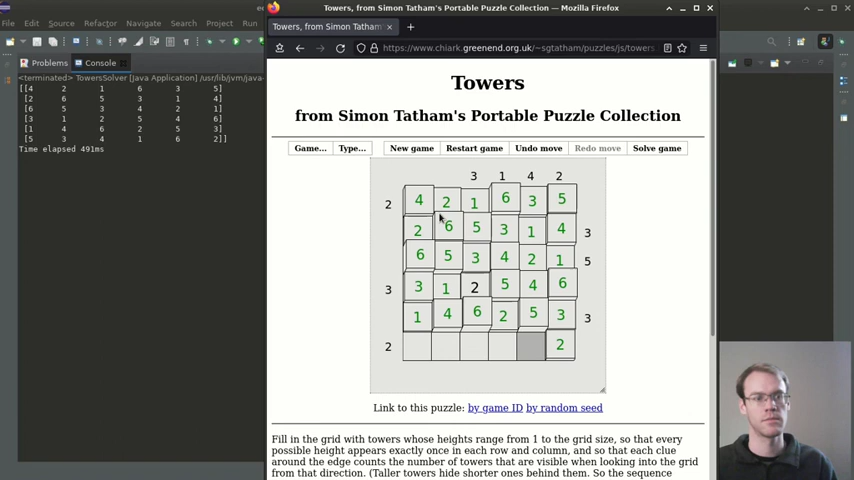 Towers, from Simon Tatham's Portable Puzzle Collection — Mozilla Firefox
File Edit Source Refactor Navigate Search Project
Towers, from Simon Tatham's ×
https://www.chiark.greenend.org.uk/~sgtatham/puzzles/js/towers
Problems Console ×
<terminated> TowersSolver [Java Application] /usr/lib/jvm/java-
[[4 2 1 6 3 5]
[2 6 5 3 1 4]
[6 5 3 4 2 1]
[3 1 2 5 4 6]
[1 4 6 2 5 3]
[5 3 4 1 6 2]]
Time elapsed 491ms
Towers
from Simon Tatham's Portable Puzzle Collection
Game... Type... New game Restart game Undo move Redo move Solve game
3 1 4 2
2 4 2 1 6 3 5
2 6 5 3 1 4 3
6 5 3 4 2 1 5
3 3 1 2 5 4 6
1 4 6 2 5 3 3
2 2
Link to this puzzle: by game ID by random seed
Fill in the grid with towers whose heights range from 1 to the grid size, so that every
possible height appears exactly once in each row and column, and so that each clue
around the edge counts the number of towers that are visible when looking into the grid
from that direction. (Taller towers hide shorter ones behind them. So the sequence